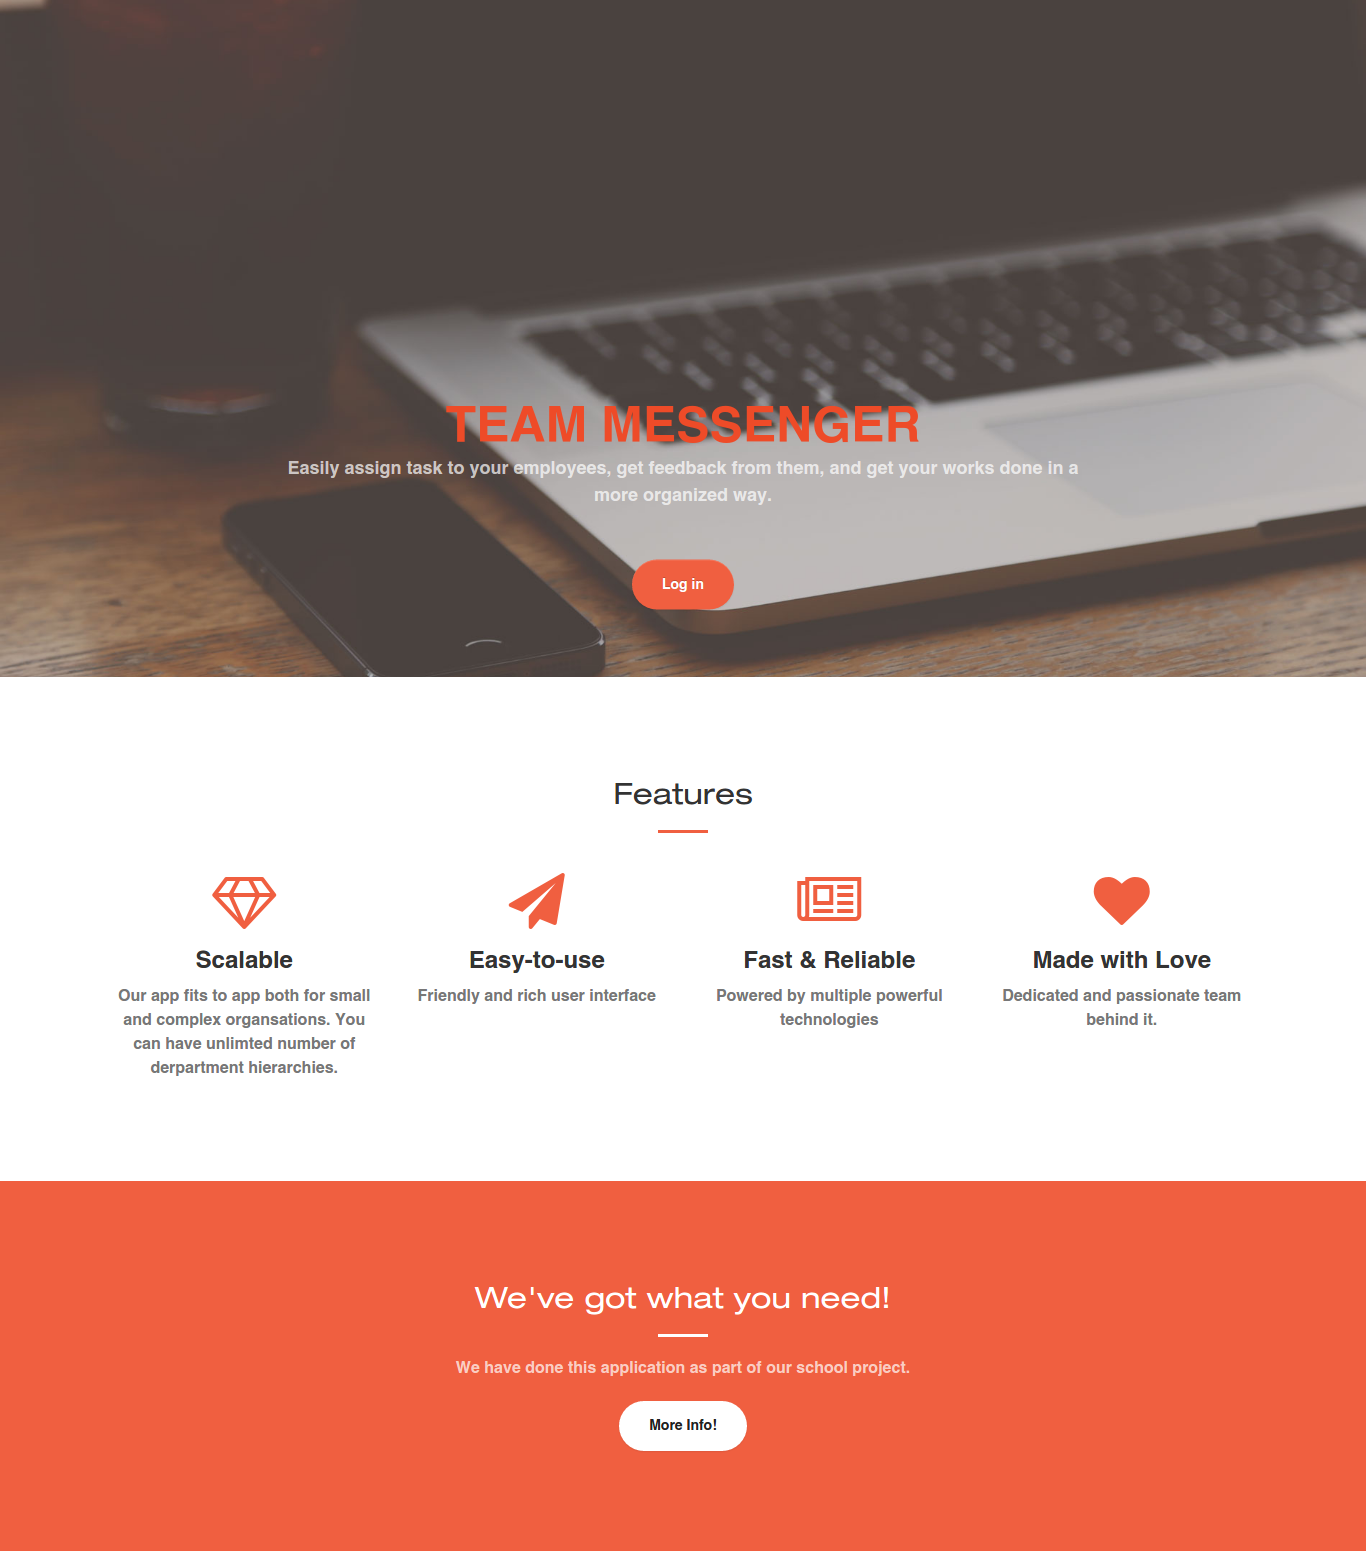 TEAM MESSENGER
Easily assign task to your employees, get feedback from them, and get your works done in a
more organized way.
Log in
Features
Scalable
Our app fits to app both for small
and complex organsations. You
can have unlimted number of
derpartment hierarchies.
Easy-to-use
Friendly and rich user interface
Fast & Reliable
Powered by multiple powerful
technologies
Made with Love
Dedicated and passionate team
behind it.
We've got what you need!
We have done this application as part of our school project.
More Info!